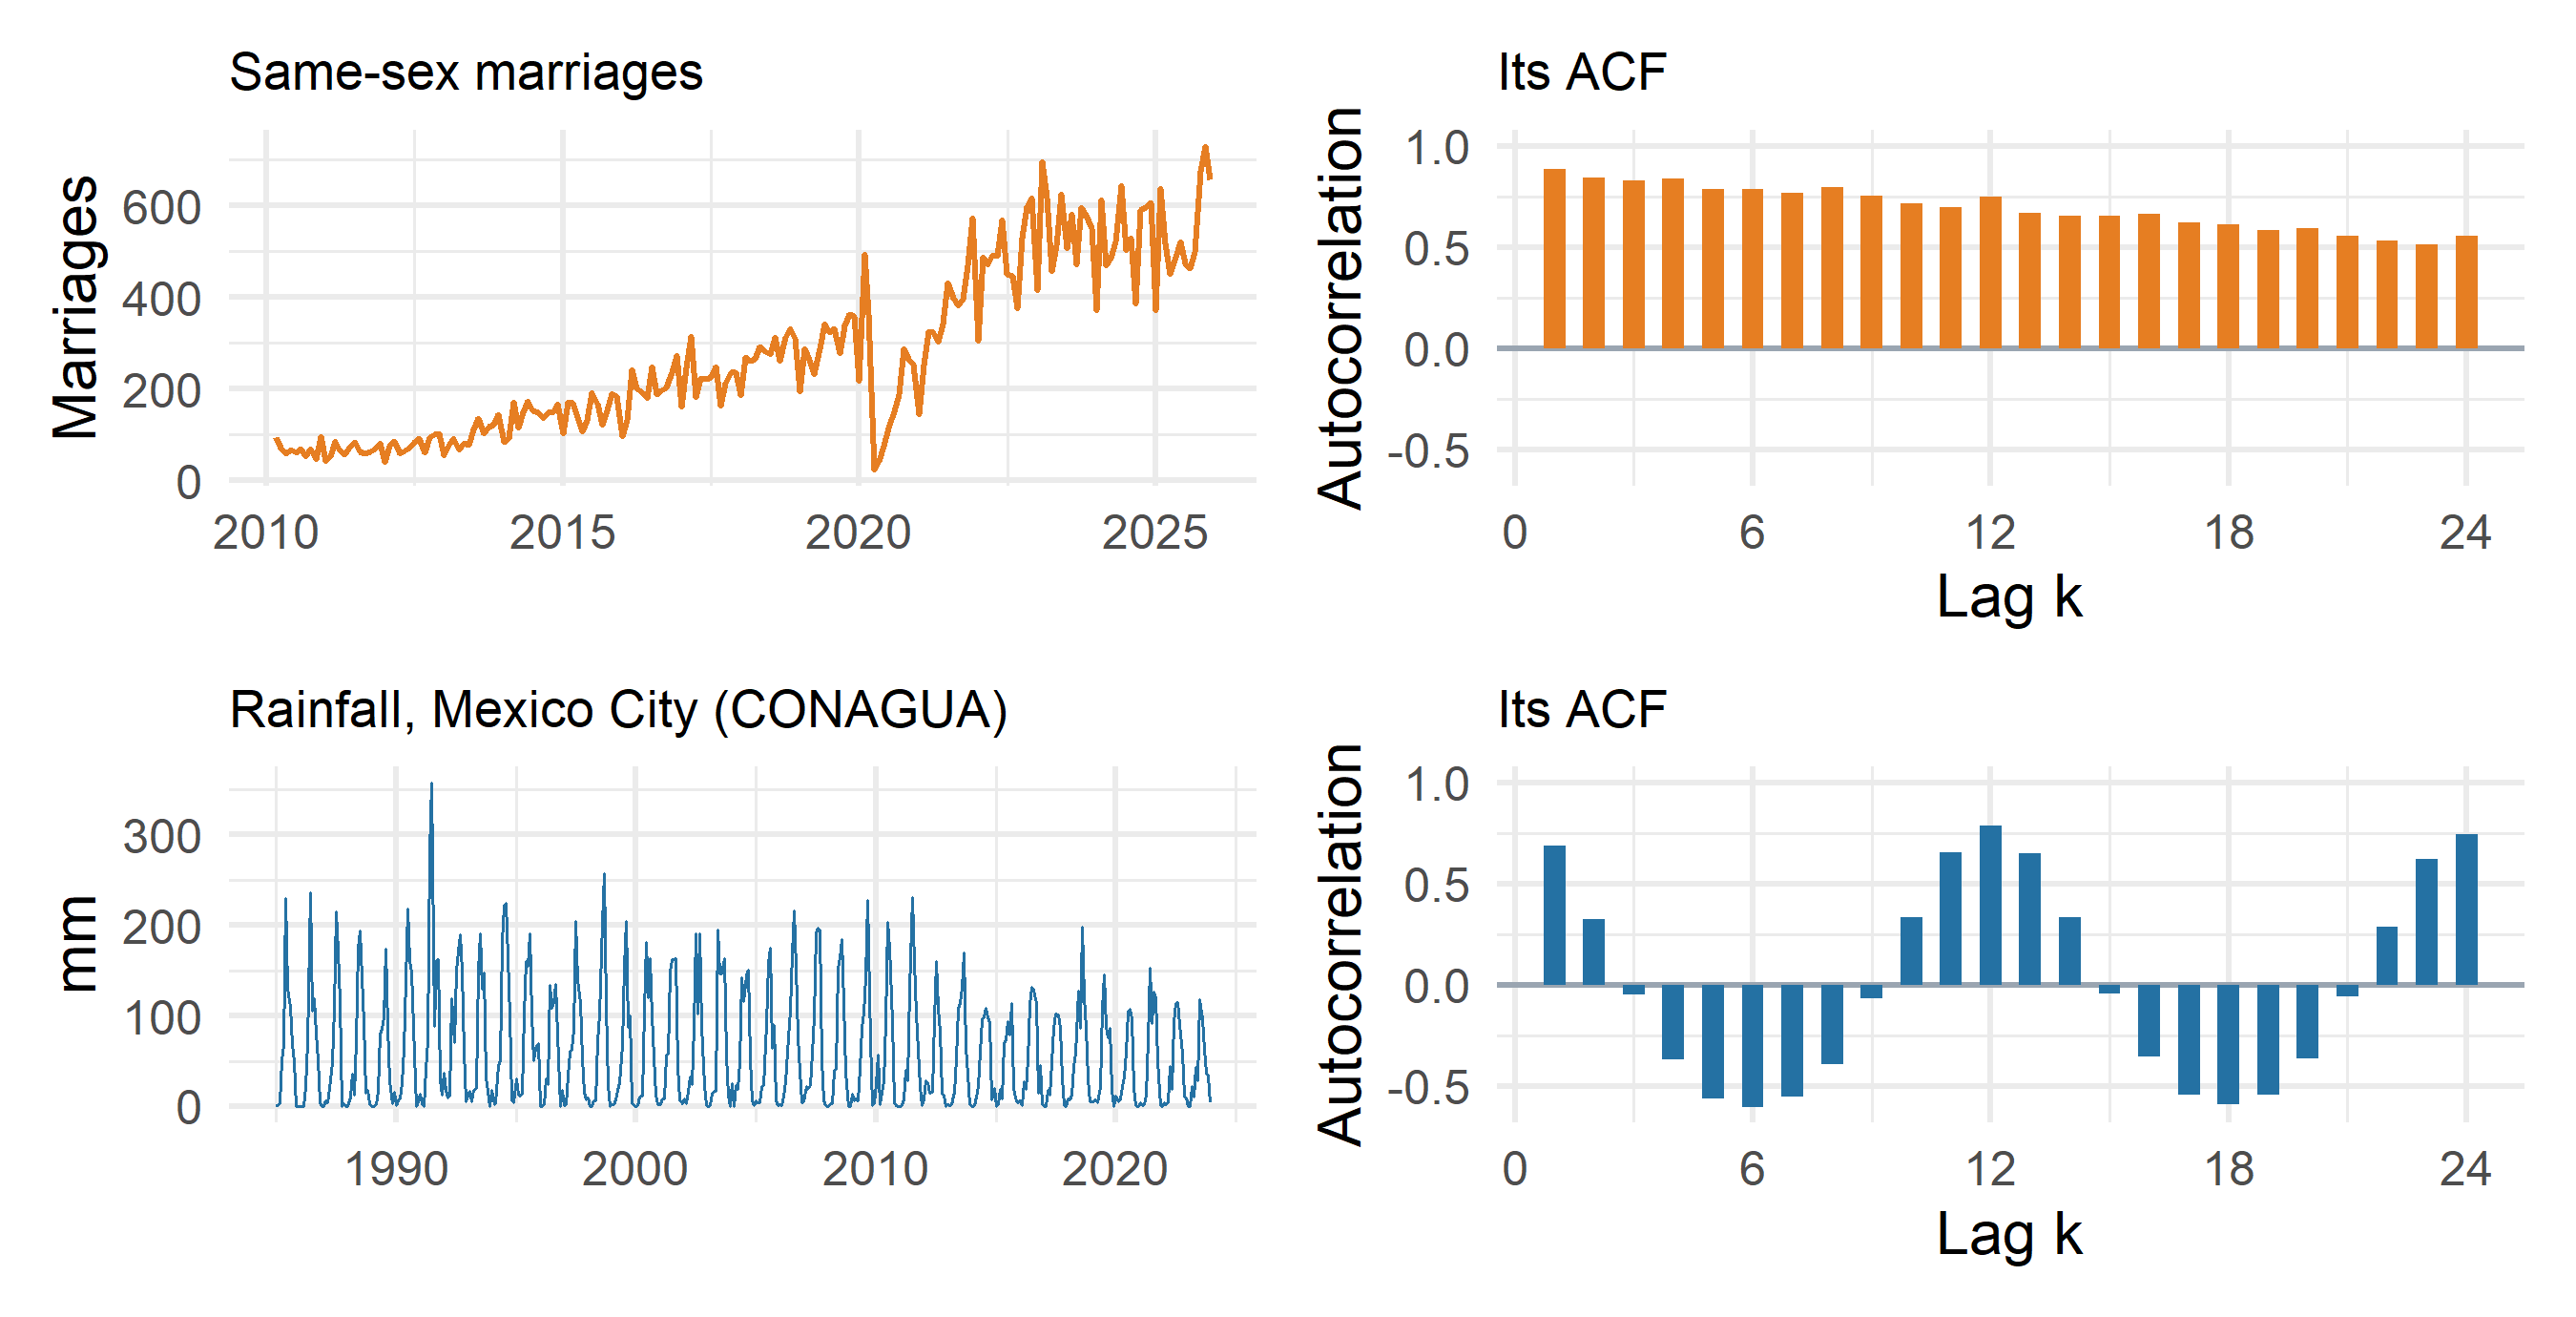 Same-sex marriages
Marriages
600
400
200
0
2010 2015 2020 2025
Its ACF
Autocorrelation
1.0
0.5
0.0
-0.5
0 6 12 18 24
Lag k
Rainfall, Mexico City (CONAGUA)
mm
300
200
100
0
1990 2000 2010 2020
Its ACF
Autocorrelation
1.0
0.5
0.0
-0.5
0 6 12 18 24
Lag k